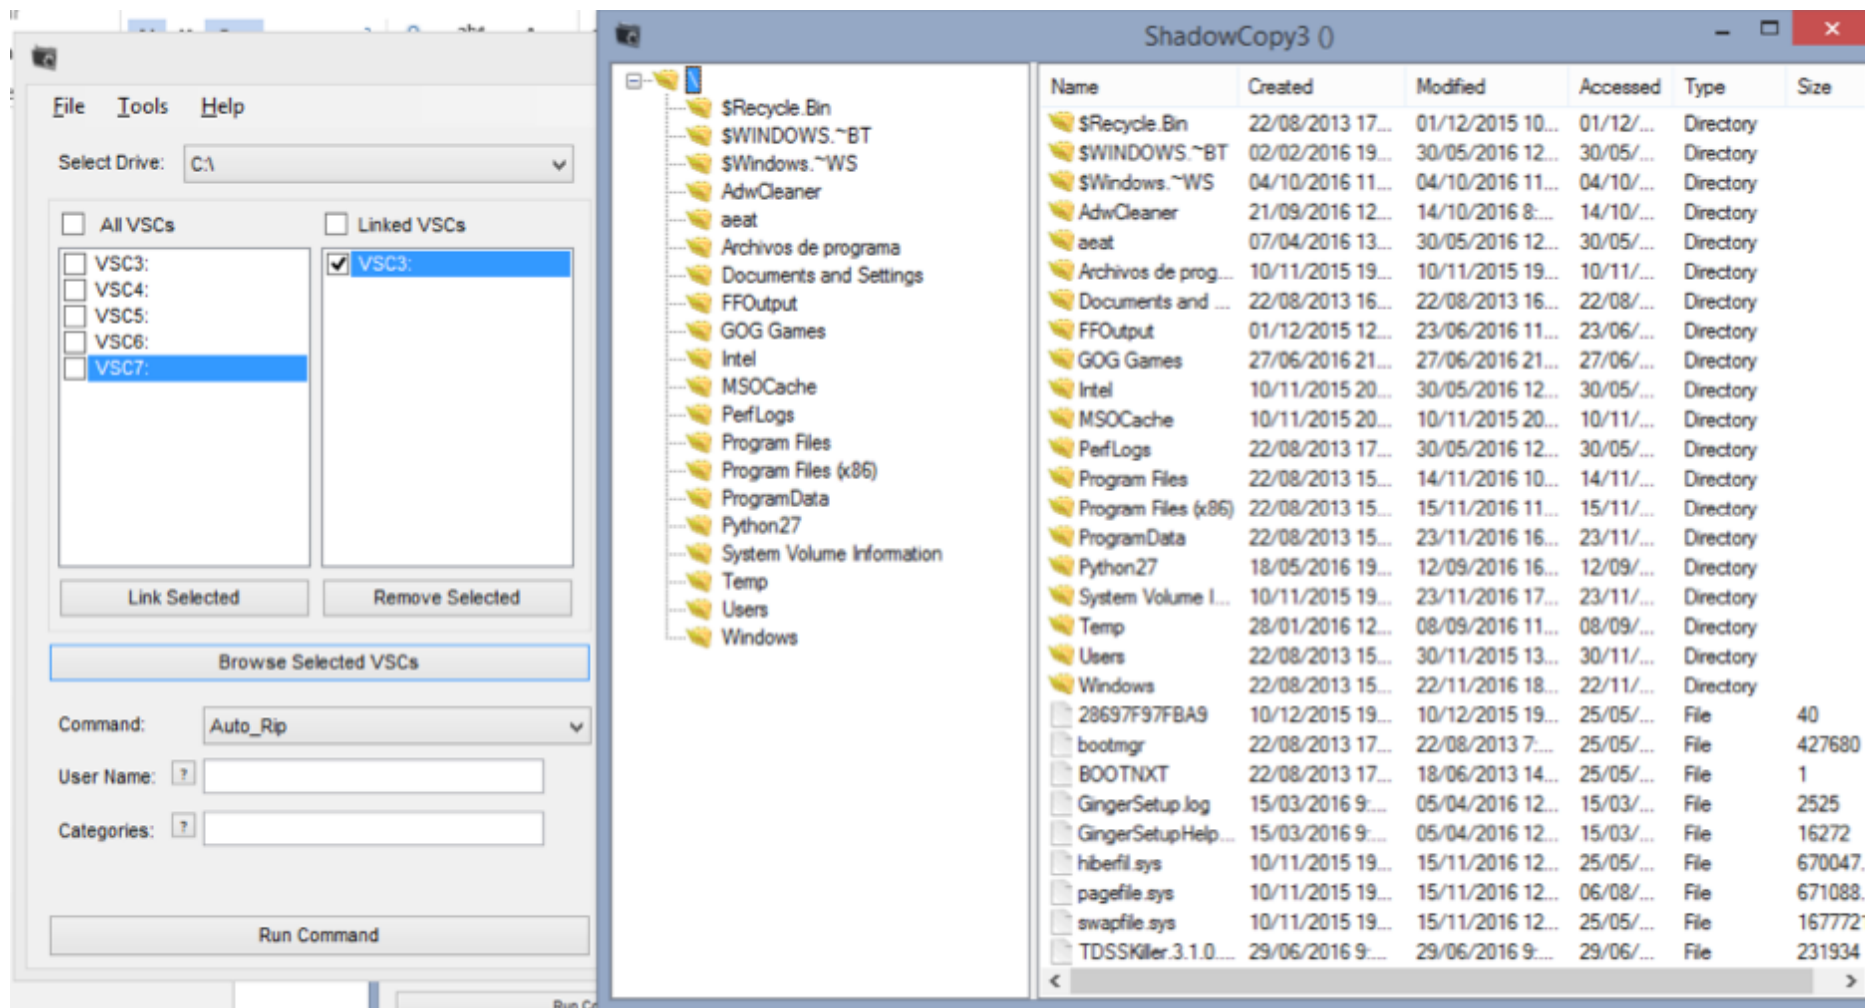 File Tools Help
Select Drive: C:\
All VSCs Linked VSCs
VSC3: VSC3:
VSC4:
VSC5:
VSC6:
VSC7:
Link Selected Remove Selected
Browse Selected VSCs
Command: Auto_Rip
User Name: ?
Categories: ?
Run Command
ShadowCopy3 ()
\
$Recycle.Bin
$WINDOWS.~BT
$Windows.~WS
AdwCleaner
aeat
Archivos de programa
Documents and Settings
FFOutput
GOG Games
Intel
MSOCache
PerfLogs
Program Files
Program Files (x86)
ProgramData
Python27
System Volume Information
Temp
Users
Windows
Name Created Modified Accessed Type Size
$Recycle.Bin 22/08/2013 17... 01/12/2015 10... 01/12/... Directory
$WINDOWS.~BT 02/02/2016 19... 30/05/2016 12... 30/05/... Directory
$Windows.~WS 04/10/2016 11... 04/10/2016 11... 04/10/... Directory
AdwCleaner 21/09/2016 12... 14/10/2016 8:... 14/10/... Directory
aeat 07/04/2016 13... 30/05/2016 12... 30/05/... Directory
Archivos de prog... 10/11/2015 19... 10/11/2015 19... 10/11/... Directory
Documents and ... 22/08/2013 16... 22/08/2013 16... 22/08/... Directory
FFOutput 01/12/2015 12... 23/06/2016 11... 23/06/... Directory
GOG Games 27/06/2016 21... 27/06/2016 21... 27/06/... Directory
Intel 10/11/2015 20... 30/05/2016 12... 30/05/... Directory
MSOCache 10/11/2015 20... 10/11/2015 20... 10/11/... Directory
PerfLogs 22/08/2013 17... 30/05/2016 12... 30/05/... Directory
Program Files 22/08/2013 15... 14/11/2016 10... 14/11/... Directory
Program Files (x86) 22/08/2013 15... 15/11/2016 11... 15/11/... Directory
ProgramData 22/08/2013 15... 23/11/2016 16... 23/11/... Directory
Python27 18/05/2016 19... 12/09/2016 16... 12/09/... Directory
System Volume I... 10/11/2015 19... 23/11/2016 17... 23/11/... Directory
Temp 28/01/2016 12... 08/09/2016 11... 08/09/... Directory
Users 22/08/2013 15... 30/11/2015 13... 30/11/... Directory
Windows 22/08/2013 15... 22/11/2016 18... 22/11/... Directory
28697F97FBA9 10/12/2015 19... 10/12/2015 19... 25/05/... File 40
bootmgr 22/08/2013 17... 22/08/2013 7:... 25/05/... File 427680
BOOTNXT 22/08/2013 17... 18/06/2013 14... 25/05/... File 1
GingerSetup.log 15/03/2016 9:... 05/04/2016 12... 15/03/... File 2525
GingerSetupHelp... 15/03/2016 9:... 05/04/2016 12... 15/03/... File 16272
hiberfil.sys 10/11/2015 19... 15/11/2016 12... 25/05/... File 670047.
pagefile.sys 10/11/2015 19... 15/11/2016 12... 06/08/... File 671088.
swapfile.sys 10/11/2015 19... 15/11/2016 12... 25/05/... File 1677721
TDSSKiller.3.1.0.... 29/06/2016 9:... 29/06/2016 9:... 29/06/... File 231934